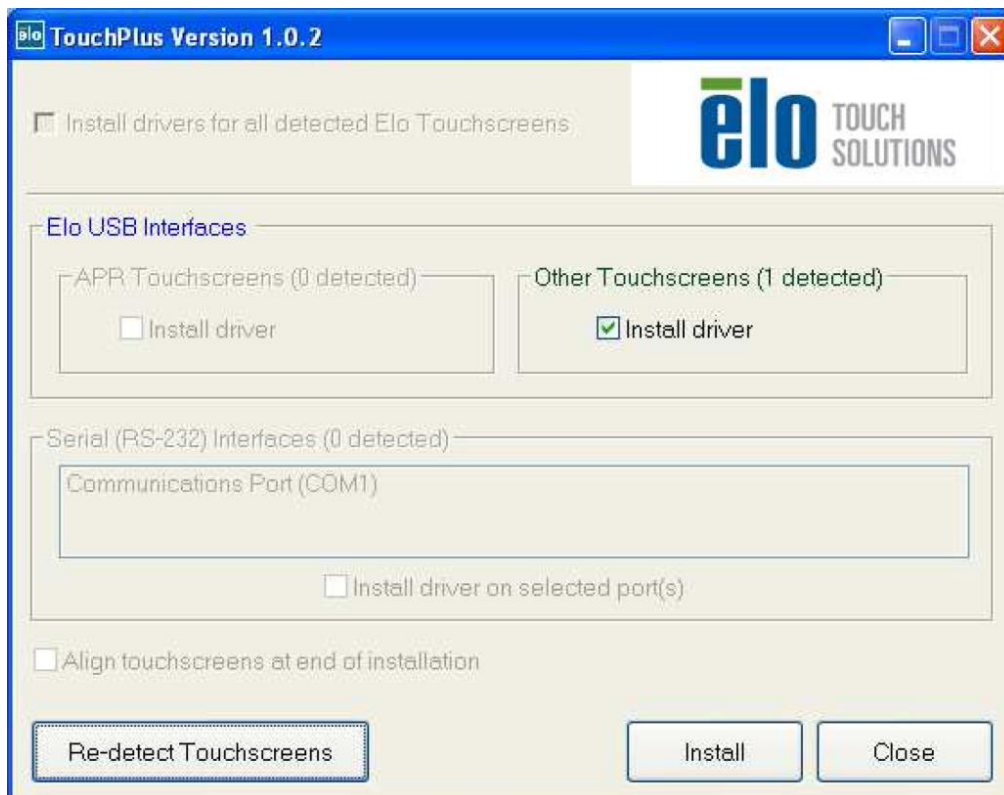 elo TouchPlus Version 1.0.2
Install drivers for all detected Elo Touchscreens
elo TOUCH SOLUTIONS
Elo USB Interfaces
APR Touchscreens (0 detected)
Install driver
Other Touchscreens (1 detected)
Install driver
Serial (RS-232) Interfaces (0 detected)
Communications Port (COM1)
Install driver on selected port(s)
Align touchscreens at end of installation
Re-detect Touchscreens
Install
Close